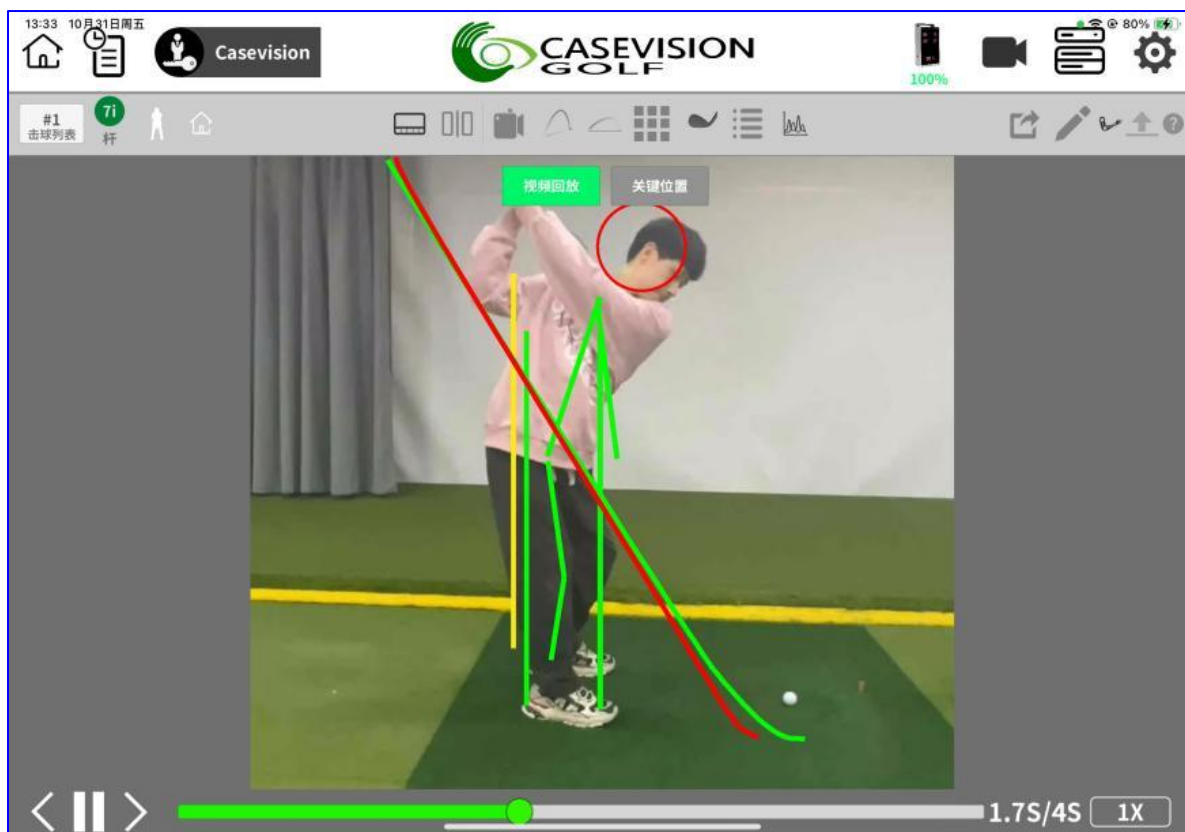 13:33 10月31日周五
80%
Casevision
CASEVISION
GOLF
100%
#1
击球列表
7i
杆
视频回放
关键位置
1.7S/4S
1X